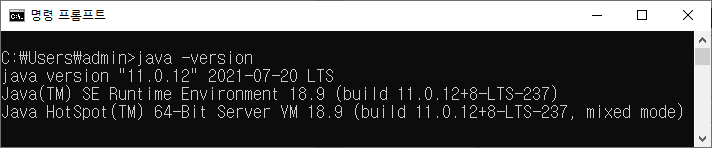 명령 프롬프트
C:₩Users₩admin>java -version
java version "11.0.12" 2021-07-20 LTS
Java(TM) SE Runtime Environment 18.9 (build 11.0.12+8-LTS-237)
Java HotSpot(TM) 64-Bit Server VM 18.9 (build 11.0.12+8-LTS-237, mixed mode)